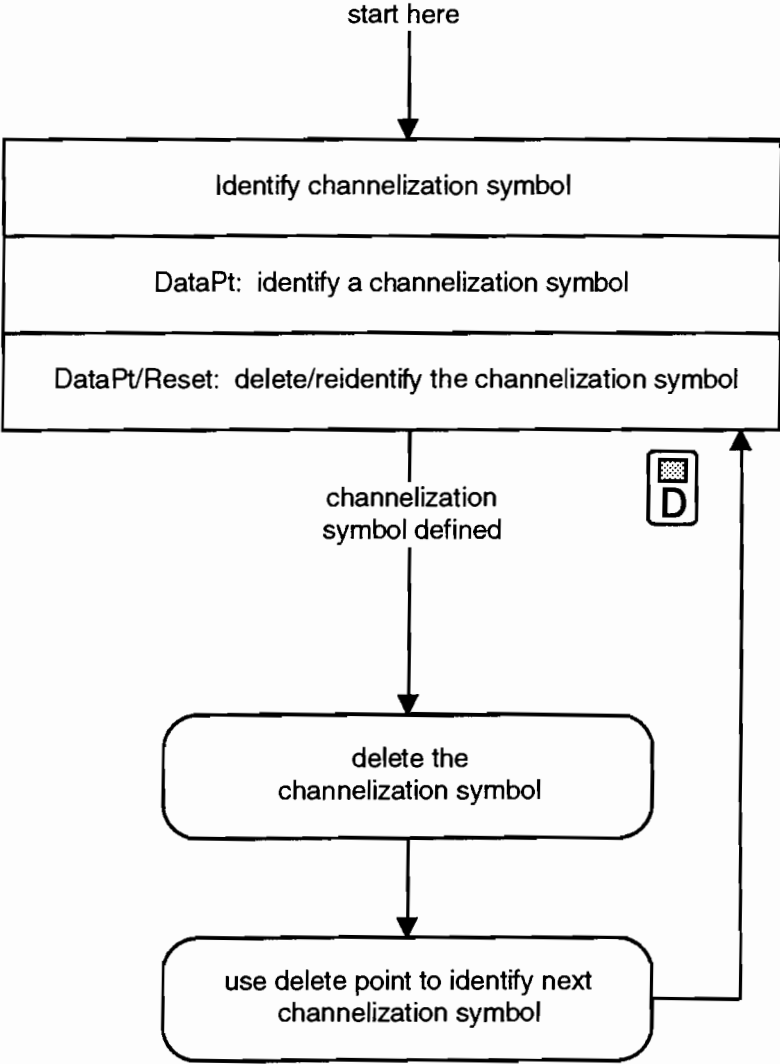 start here
Identify channelization symbol
DataPt: identify a channelization symbol
DataPt/Reset: delete/reidentify the channelization symbol
channelization
symbol defined
D
delete the
channelization symbol
use delete point to identify next
channelization symbol